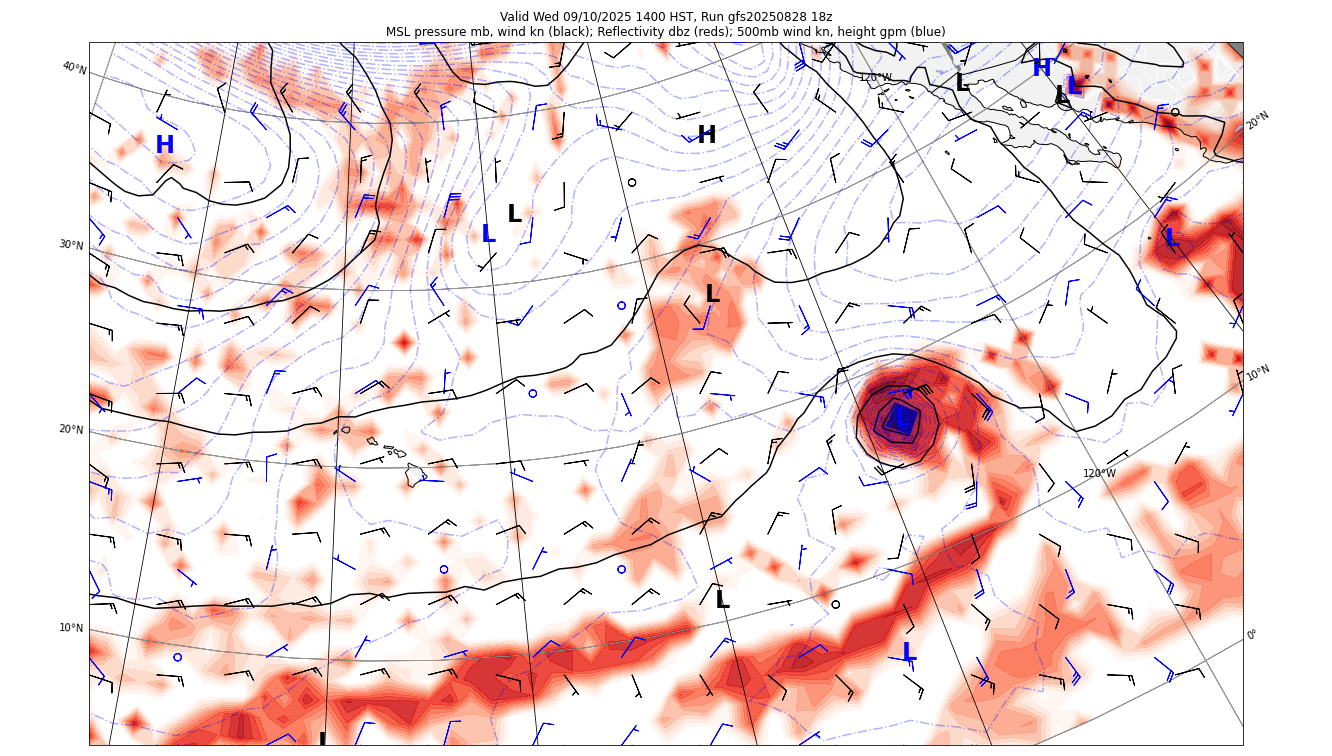 Valid Wed 09/10/2025 1400 HST, Run gfs20250828 18z
MSL pressure mb, wind kn (black); Reflectivity dbz (reds); 500mb wind kn, height gpm (blue)
40°N
H
L
120°W
L
L
20°N
H
H
L
L
L
30°N
L
10°N
L
20°N
120°W
L
10°N
0°
L
L